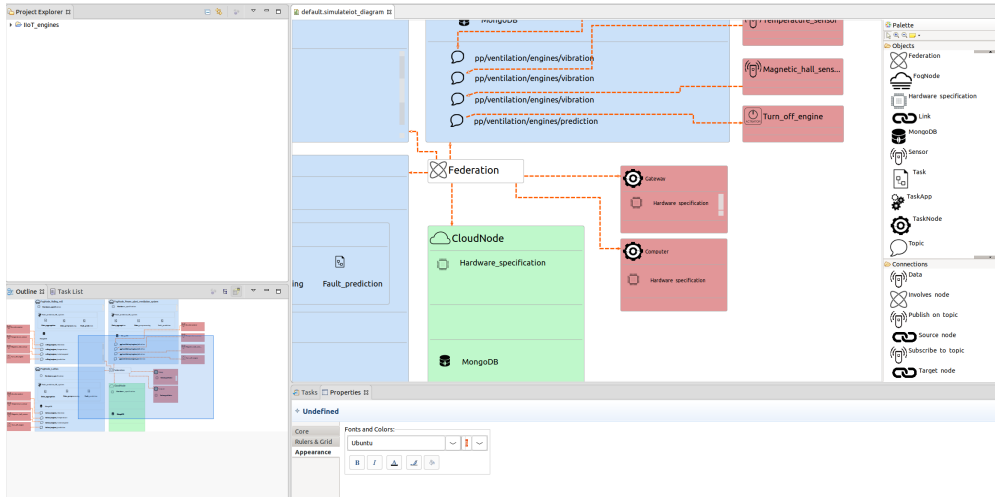 Project Explorer
IIoT_engines
Outline
Task List
default.simulateiot_diagram
MongoDB
pp/ventilation/engines/vibration
pp/ventilation/engines/vibration
pp/ventilation/engines/vibration
pp/ventilation/engines/prediction
Temperature_sensor
Magnetic_hall_sens...
Turn_off_engine
Federation
Gateway
Hardware specification
Computer
Hardware specification
CloudNode
Hardware_specification
MongoDB
ing
Fault_prediction
Palette
Objects
Federation
FogNode
Hardware specification
Link
MongoDB
Sensor
Task
TaskApp
TaskNode
Topic
Connections
Data
Involves node
Publish on topic
Source node
Subscribe to topic
Target node
Tasks
Properties
Undefined
Core
Rulers & Grid
Appearance
Fonts and Colors:
Ubuntu
B I A